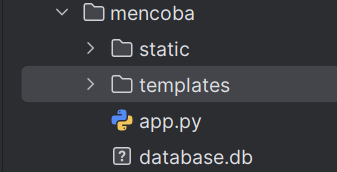 mencoba
static
templates
app.py
database.db